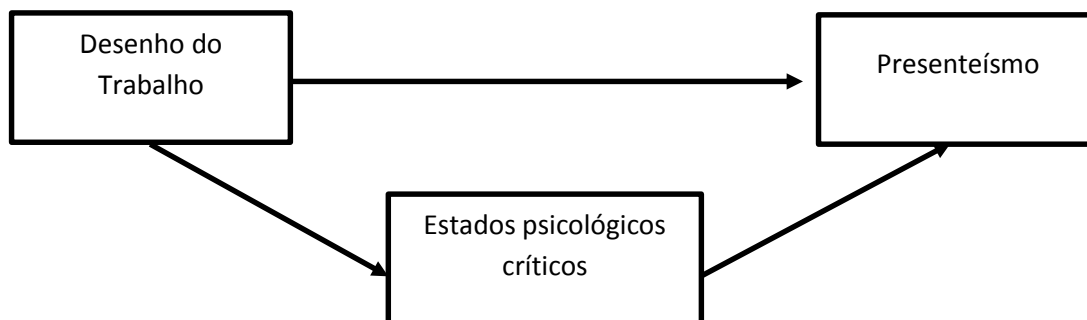 Desenho do
Trabalho
Presenteísmo
Estados psicológicos
críticos